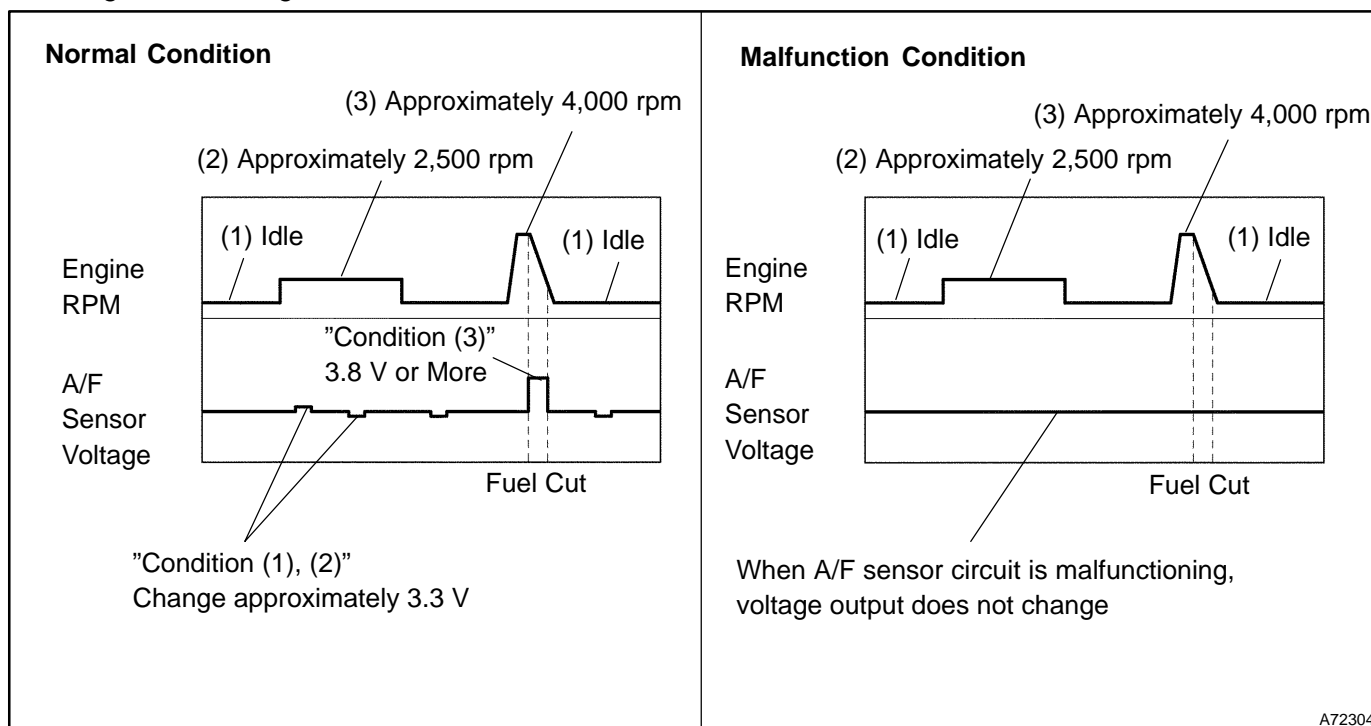 Normal Condition
(3) Approximately 4,000 rpm
(2) Approximately 2,500 rpm
(1) Idle
(1) Idle
Engine
RPM
”Condition (3)”
3.8 V or More
A/F
Sensor
Voltage
Fuel Cut
”Condition (1), (2)”
Change approximately 3.3 V
Malfunction Condition
(3) Approximately 4,000 rpm
(2) Approximately 2,500 rpm
(1) Idle
(1) Idle
Engine
RPM
A/F
Sensor
Voltage
Fuel Cut
When A/F sensor circuit is malfunctioning,
voltage output does not change
A72304